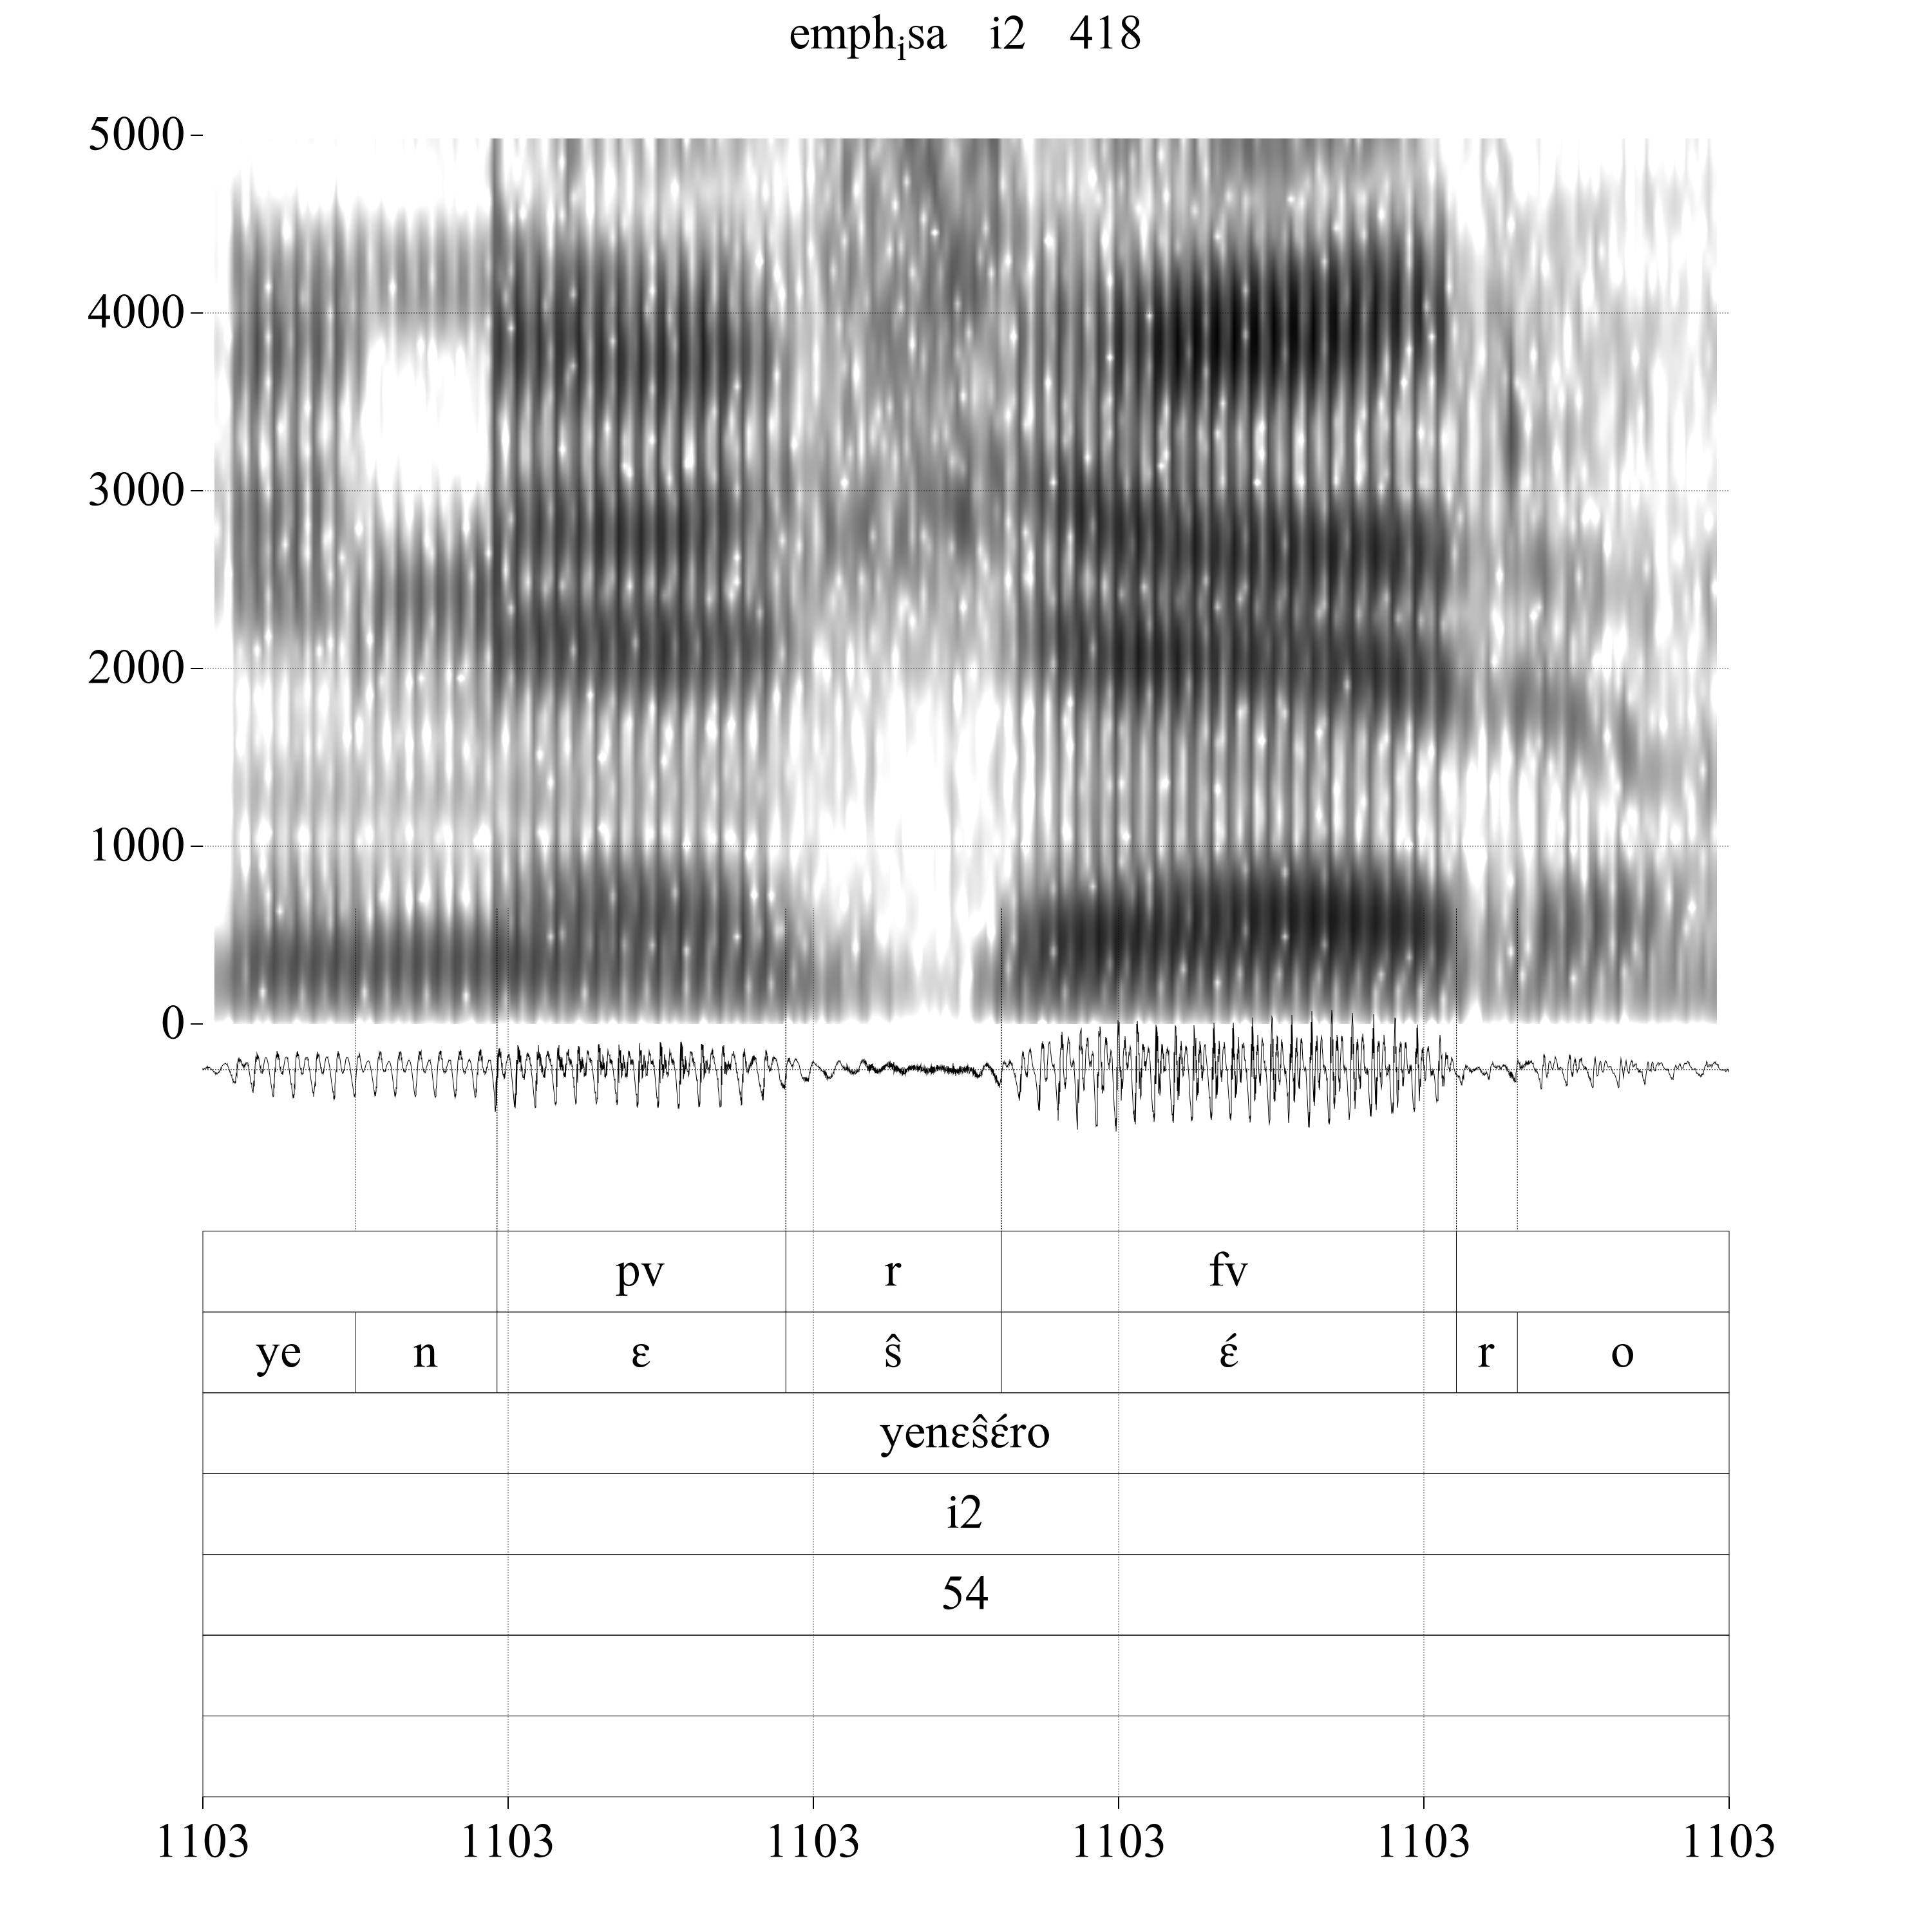 emphᵢsa i2 418
5000
4000
3000
2000
1000
0
pv r fv
ye n ɛ ŝ ɛ́ r o
yenɛŝɛ́ro
i2
54
1103 1103 1103 1103 1103 1103